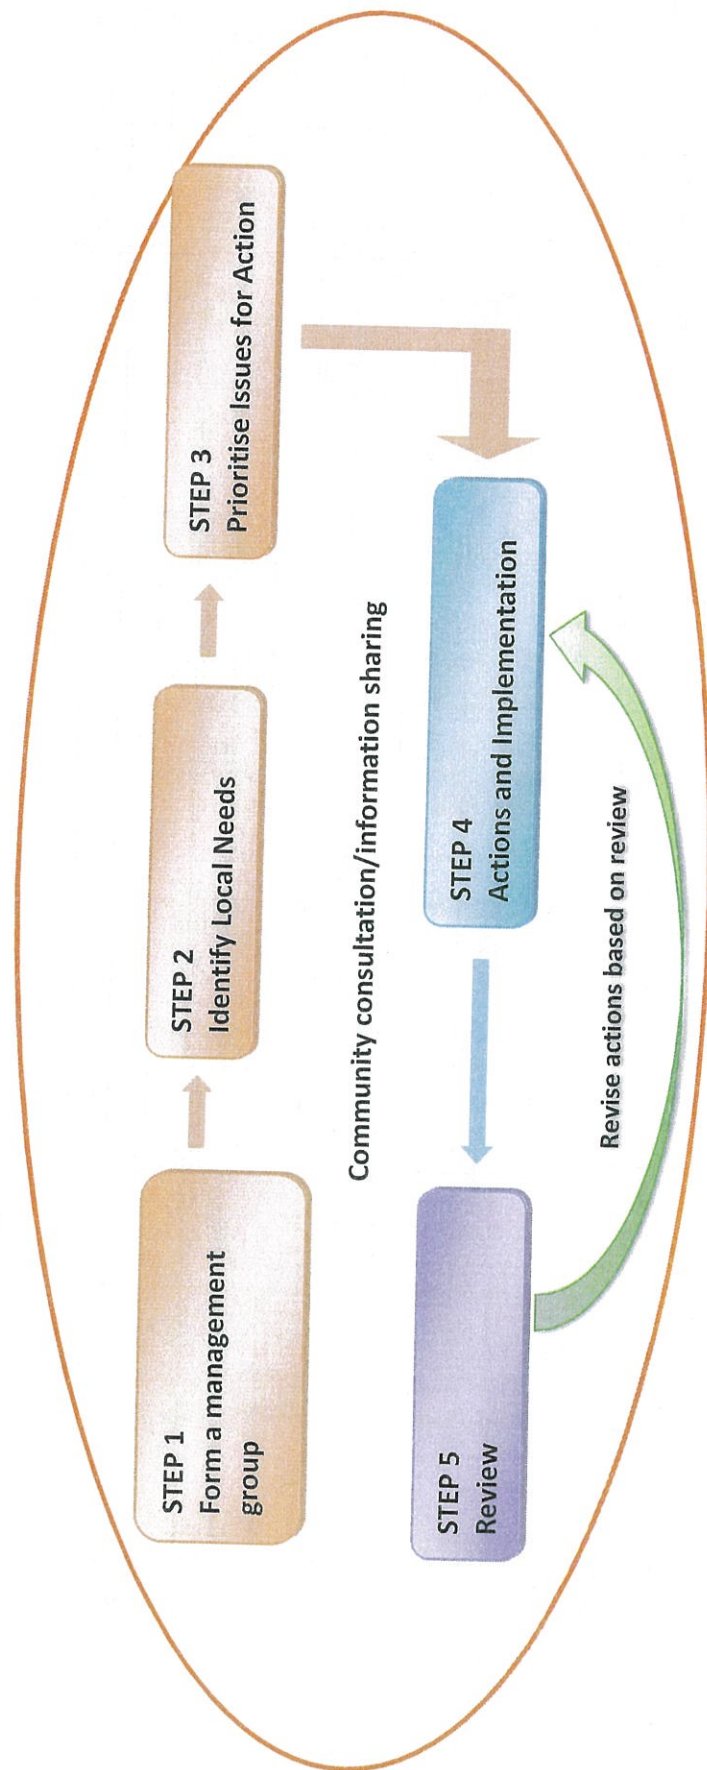 STEP 1
Form a management
group
STEP 2
Identify Local Needs
STEP 3
Prioritise Issues for Action
Community consultation/information sharing
STEP 4
Actions and Implementation
STEP 5
Review
Revise actions based on review